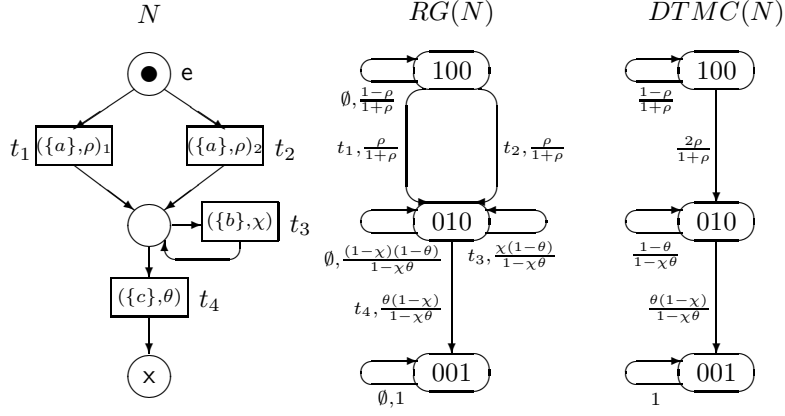 N RG(N) DTMC(N)
e 100 100
∅, (1−ρ)/(1+ρ) (1−ρ)/(1+ρ)
t₁ ({a},ρ)₁ ({a},ρ)₂ t₂ t₁, ρ/(1+ρ) t₂, ρ/(1+ρ) 2ρ/(1+ρ)
({b},χ) t₃ 010 010
∅, (1−χ)(1−θ)/(1−χθ) t₃, χ(1−θ)/(1−χθ) (1−θ)/(1−χθ)
({c},θ) t₄ t₄, θ(1−χ)/(1−χθ) θ(1−χ)/(1−χθ)
x 001 001
∅,1 1